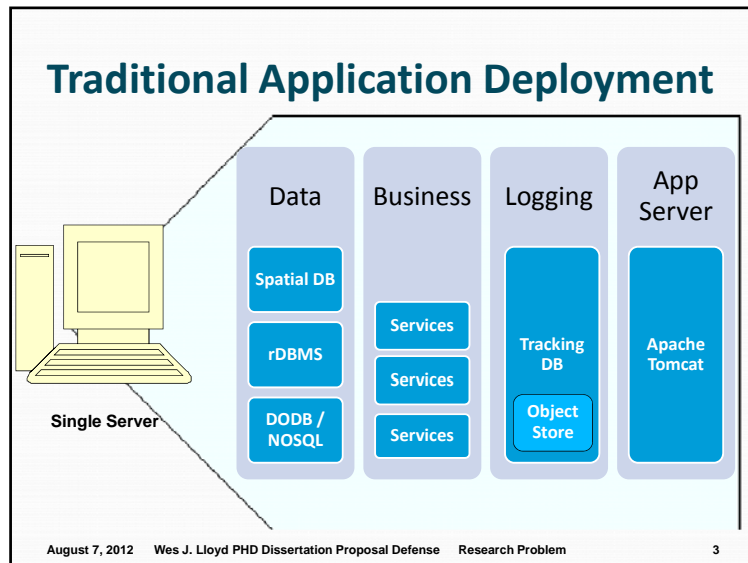 Traditional Application Deployment
Single Server
Data
Spatial DB
rDBMS
DODB /
NOSQL
Business
Services
Services
Services
Logging
Tracking
DB
Object
Store
App
Server
Apache
Tomcat
August 7, 2012 Wes J. Lloyd PHD Dissertation Proposal Defense Research Problem 3